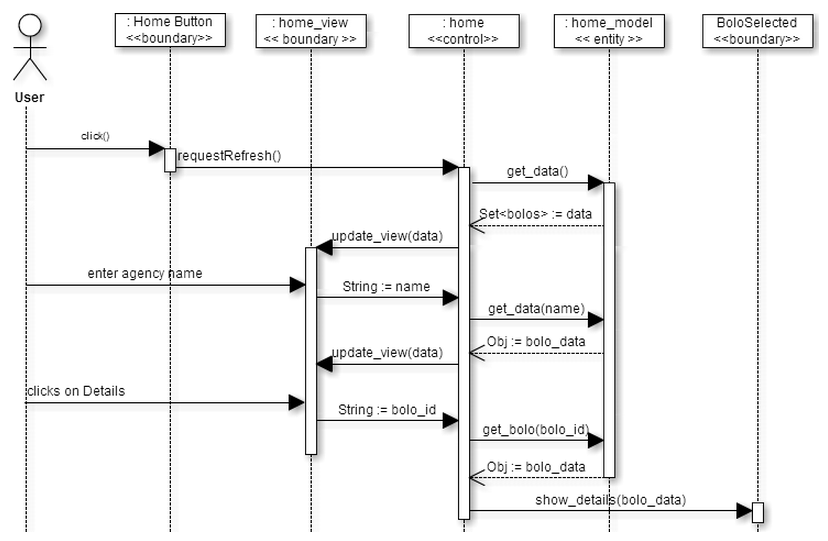 : Home Button
<<boundary>>
: home_view
<< boundary >>
: home
<<control>>
: home_model
<< entity >>
BoloSelected
<<boundary>>
User
click()
requestRefresh()
get_data()
Set<bolos> := data
update_view(data)
enter agency name
String := name
get_data(name)
Obj := bolo_data
update_view(data)
clicks on Details
String := bolo_id
get_bolo(bolo_id)
Obj := bolo_data
show_details(bolo_data)